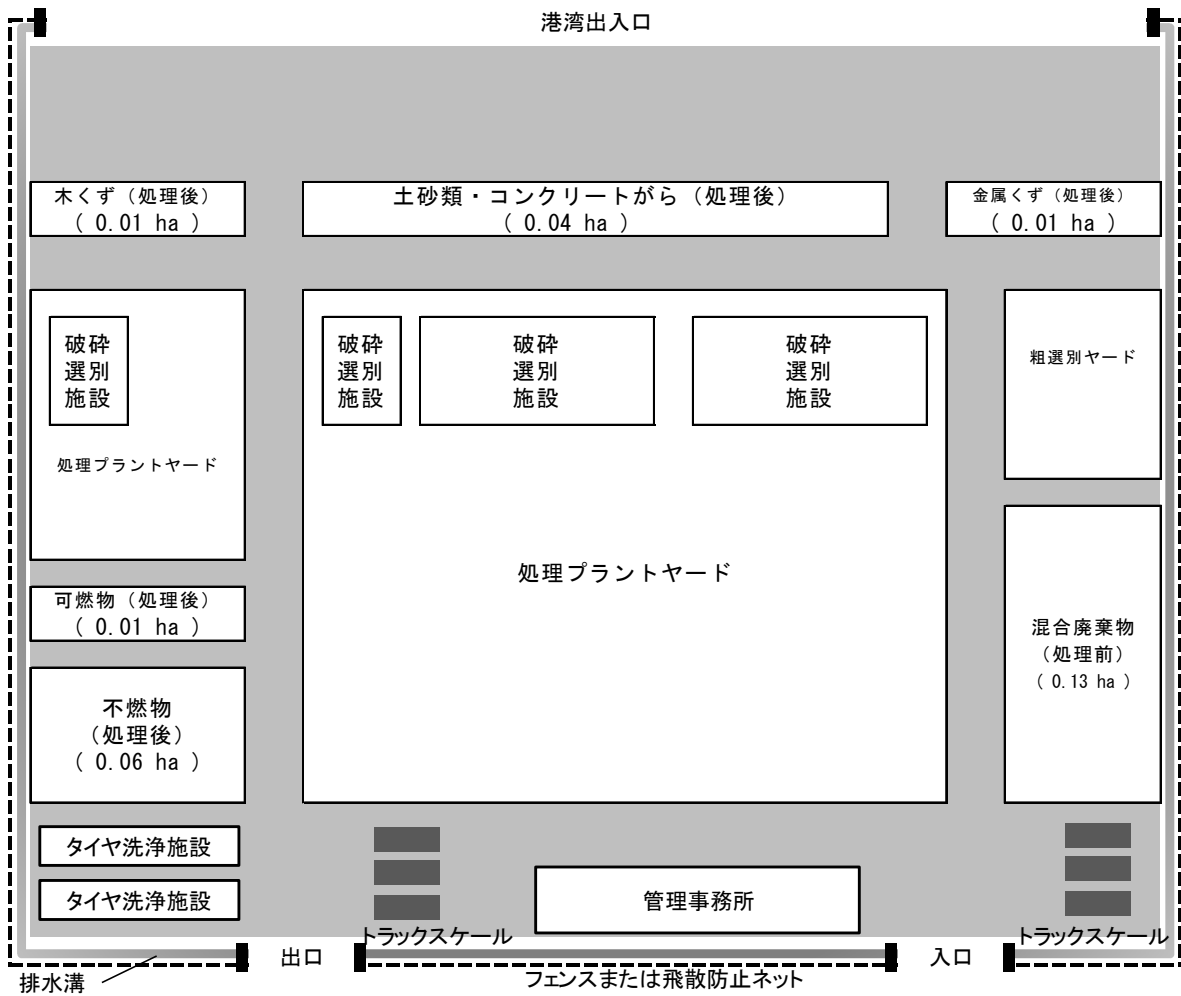 港湾出入口
木くず（処理後）
（ 0.01 ha ）
土砂類・コンクリートがら（処理後）
（ 0.04 ha ）
金属くず（処理後）
（ 0.01 ha ）
破砕
選別
施設
処理プラントヤード
破砕
選別
施設
破砕
選別
施設
破砕
選別
施設
処理プラントヤード
粗選別ヤード
可燃物（処理後）
（ 0.01 ha ）
不燃物
（処理後）
（ 0.06 ha ）
混合廃棄物
（処理前）
（ 0.13 ha ）
タイヤ洗浄施設
タイヤ洗浄施設
管理事務所
トラックスケール
トラックスケール
出口
入口
排水溝
フェンスまたは飛散防止ネット